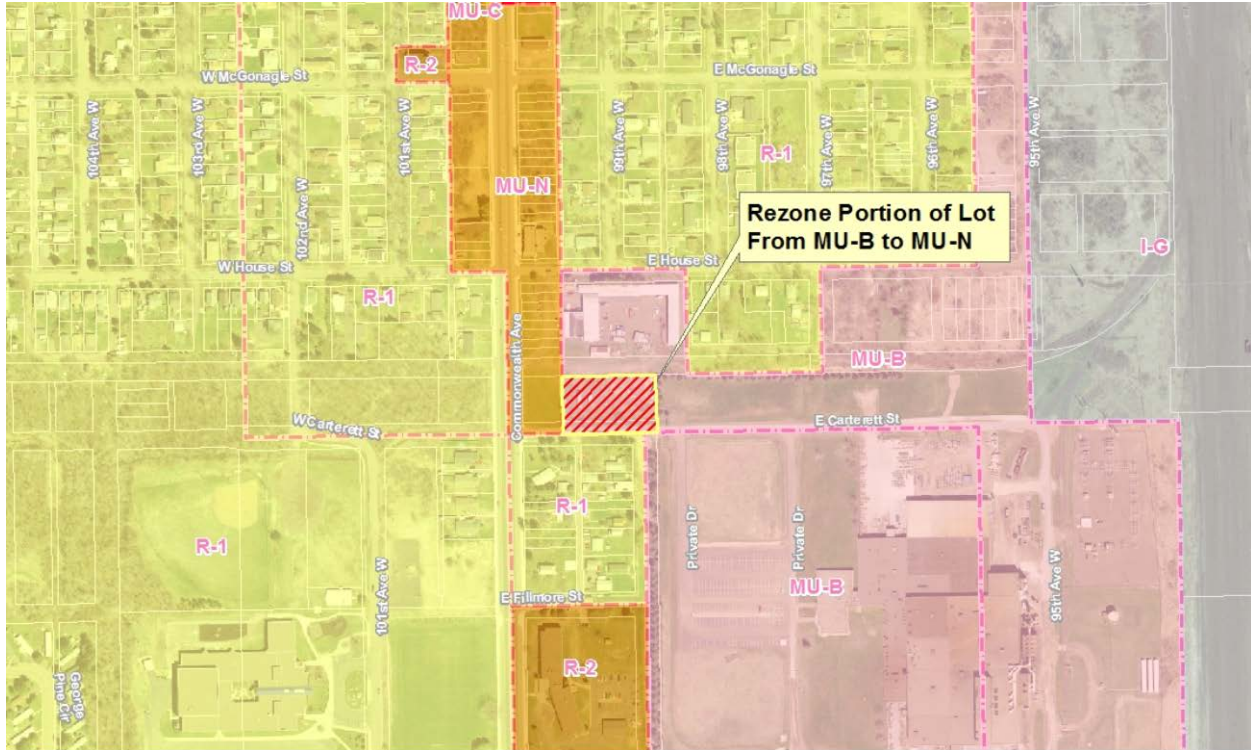 MU-C
R-2
W McGonagle St
E McGonagle St
104th Ave W
103rd Ave W
102nd Ave W
101st Ave W
99th Ave W
98th Ave W
97th Ave W
96th Ave W
95th Ave W
R-1
MU-N
Rezone Portion of Lot
From MU-B to MU-N
W House St
E House St
I-G
R-1
Commonwealth Ave
MU-B
W Carterett St
E Carterett St
R-1
R-1
Private Dr
Private Dr
101st Ave W
95th Ave W
E Fillmore St
MU-B
R-2
George
Pine Cir